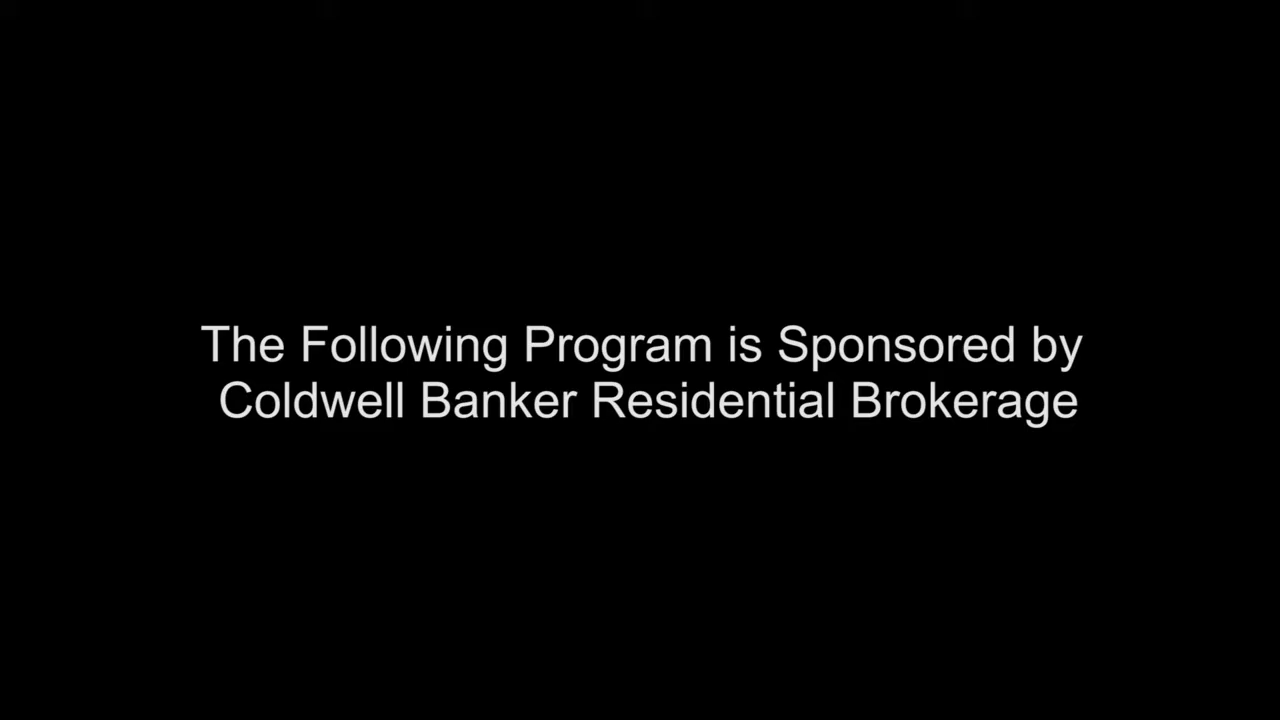 The Following Program is Sponsored by
Coldwell Banker Residential Brokerage